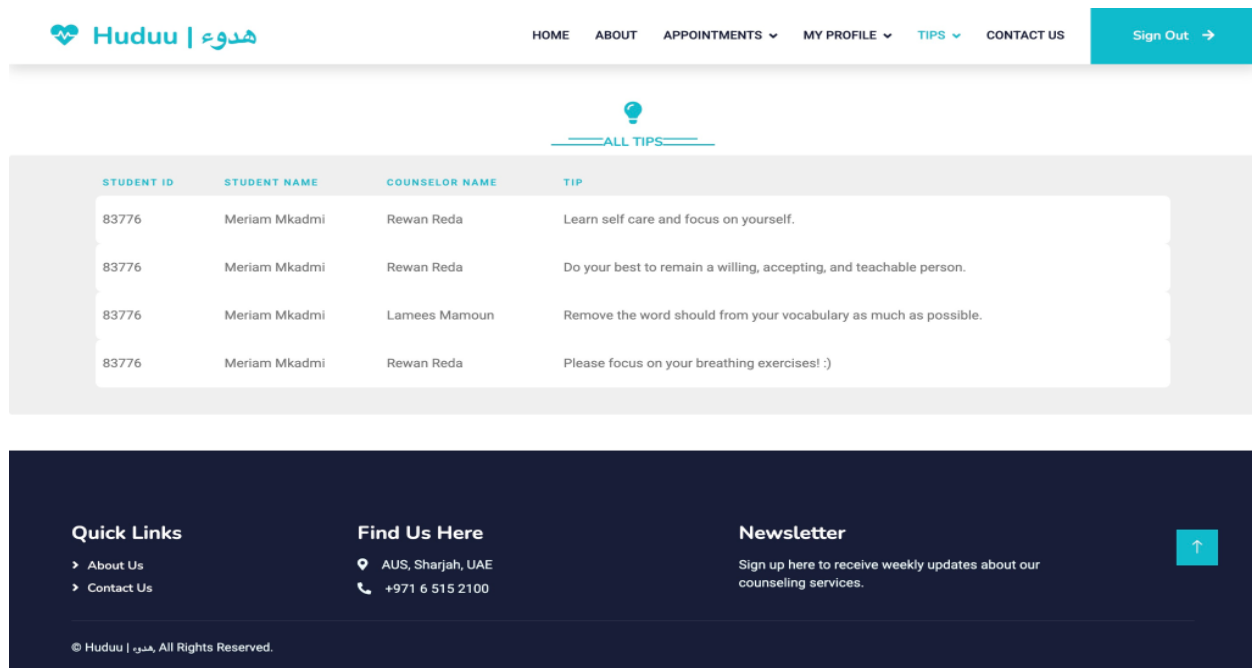 Huduu | هدوء
HOME ABOUT APPOINTMENTS MY PROFILE TIPS CONTACT US Sign Out
ALL TIPS
STUDENT ID STUDENT NAME COUNSELOR NAME TIP
83776 Meriam Mkadmi Rewan Reda Learn self care and focus on yourself.
83776 Meriam Mkadmi Rewan Reda Do your best to remain a willing, accepting, and teachable person.
83776 Meriam Mkadmi Lamees Mamoun Remove the word should from your vocabulary as much as possible.
83776 Meriam Mkadmi Rewan Reda Please focus on your breathing exercises! :)
Quick Links
About Us
Contact Us
Find Us Here
AUS, Sharjah, UAE
+971 6 515 2100
Newsletter
Sign up here to receive weekly updates about our
counseling services.
© Huduu | هدوء, All Rights Reserved.